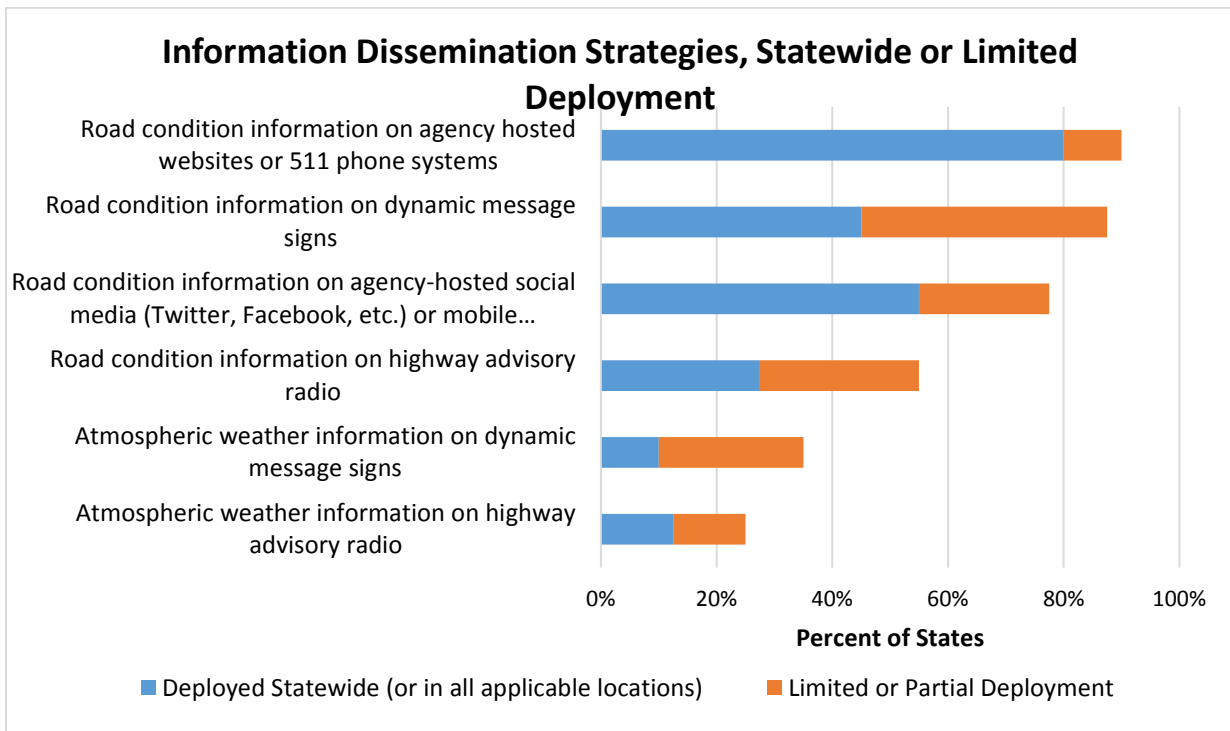 Information Dissemination Strategies, Statewide or Limited
Deployment
Road condition information on agency hosted
websites or 511 phone systems
Road condition information on dynamic message
signs
Road condition information on agency-hosted social
media (Twitter, Facebook, etc.) or mobile...
Road condition information on highway advisory
radio
Atmospheric weather information on dynamic
message signs
Atmospheric weather information on highway
advisory radio
0% 20% 40% 60% 80% 100%
Percent of States
Deployed Statewide (or in all applicable locations) Limited or Partial Deployment